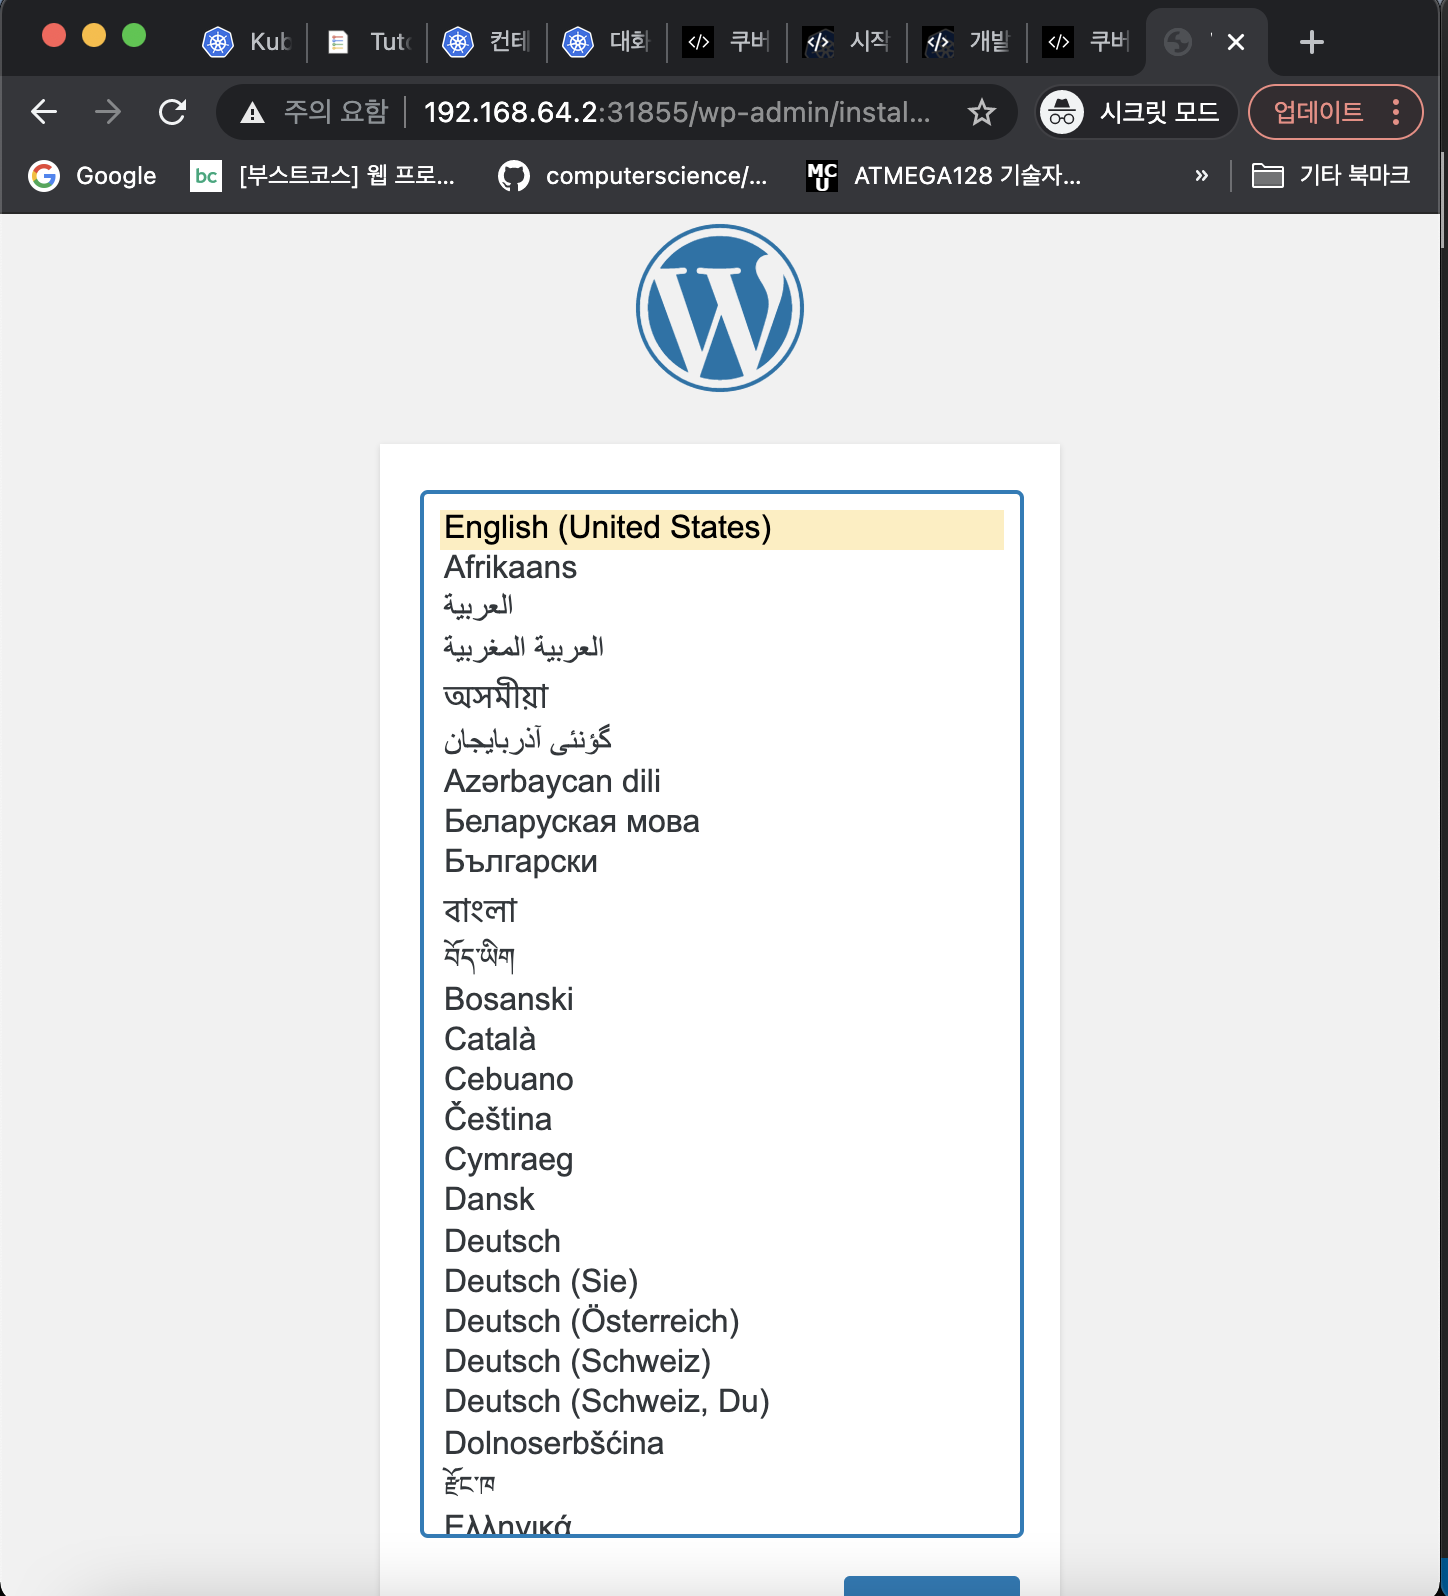 Kub
Tuto
컨테
대화
쿠버
시작
개발
쿠버
주의 요함
192.168.64.2:31855/wp-admin/instal...
시크릿 모드
업데이트
Google
bc
[부스트코스] 웹 프로...
computerscience/...
MCU
ATMEGA128 기술자...
»
기타 북마크
English (United States)
Afrikaans
العربية
العربية المغربية
অসমীয়া
گؤنئی آذربایجان
Azərbaycan dili
Беларуская мова
Български
বাংলা
བོད་ཡིག
Bosanski
Català
Cebuano
Čeština
Cymraeg
Dansk
Deutsch
Deutsch (Sie)
Deutsch (Österreich)
Deutsch (Schweiz)
Deutsch (Schweiz, Du)
Dolnoserbšćina
རྫོང་ཁ
Ελληνικά